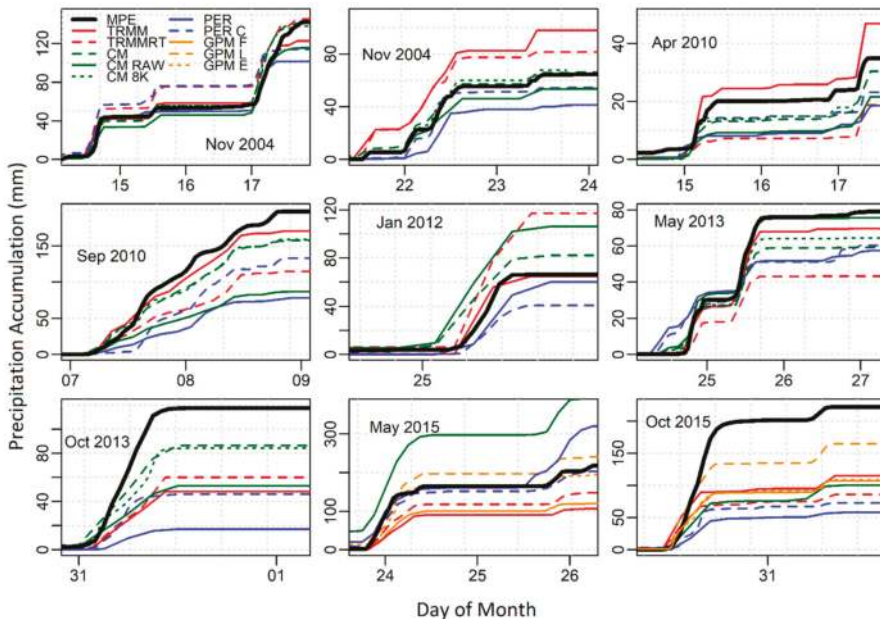 Precipitation Accumulation (mm)
0 40 80 120
MPE
TRMM
TRMMRT
CM
CM RAW
CM 8K
PER
PER C
GPM F
GPM L
GPM E
Nov 2004
15 16 17
0 40 80
Nov 2004
22 23 24
0 20 40
Apr 2010
15 16 17
0 50 150
Sep 2010
07 08 09
0 40 80 120
Jan 2012
25
0 20 40 60 80
May 2013
25 26 27
0 40 80
Oct 2013
31 01
0 100 300
May 2015
24 25 26
0 50 150
Oct 2015
31
Day of Month